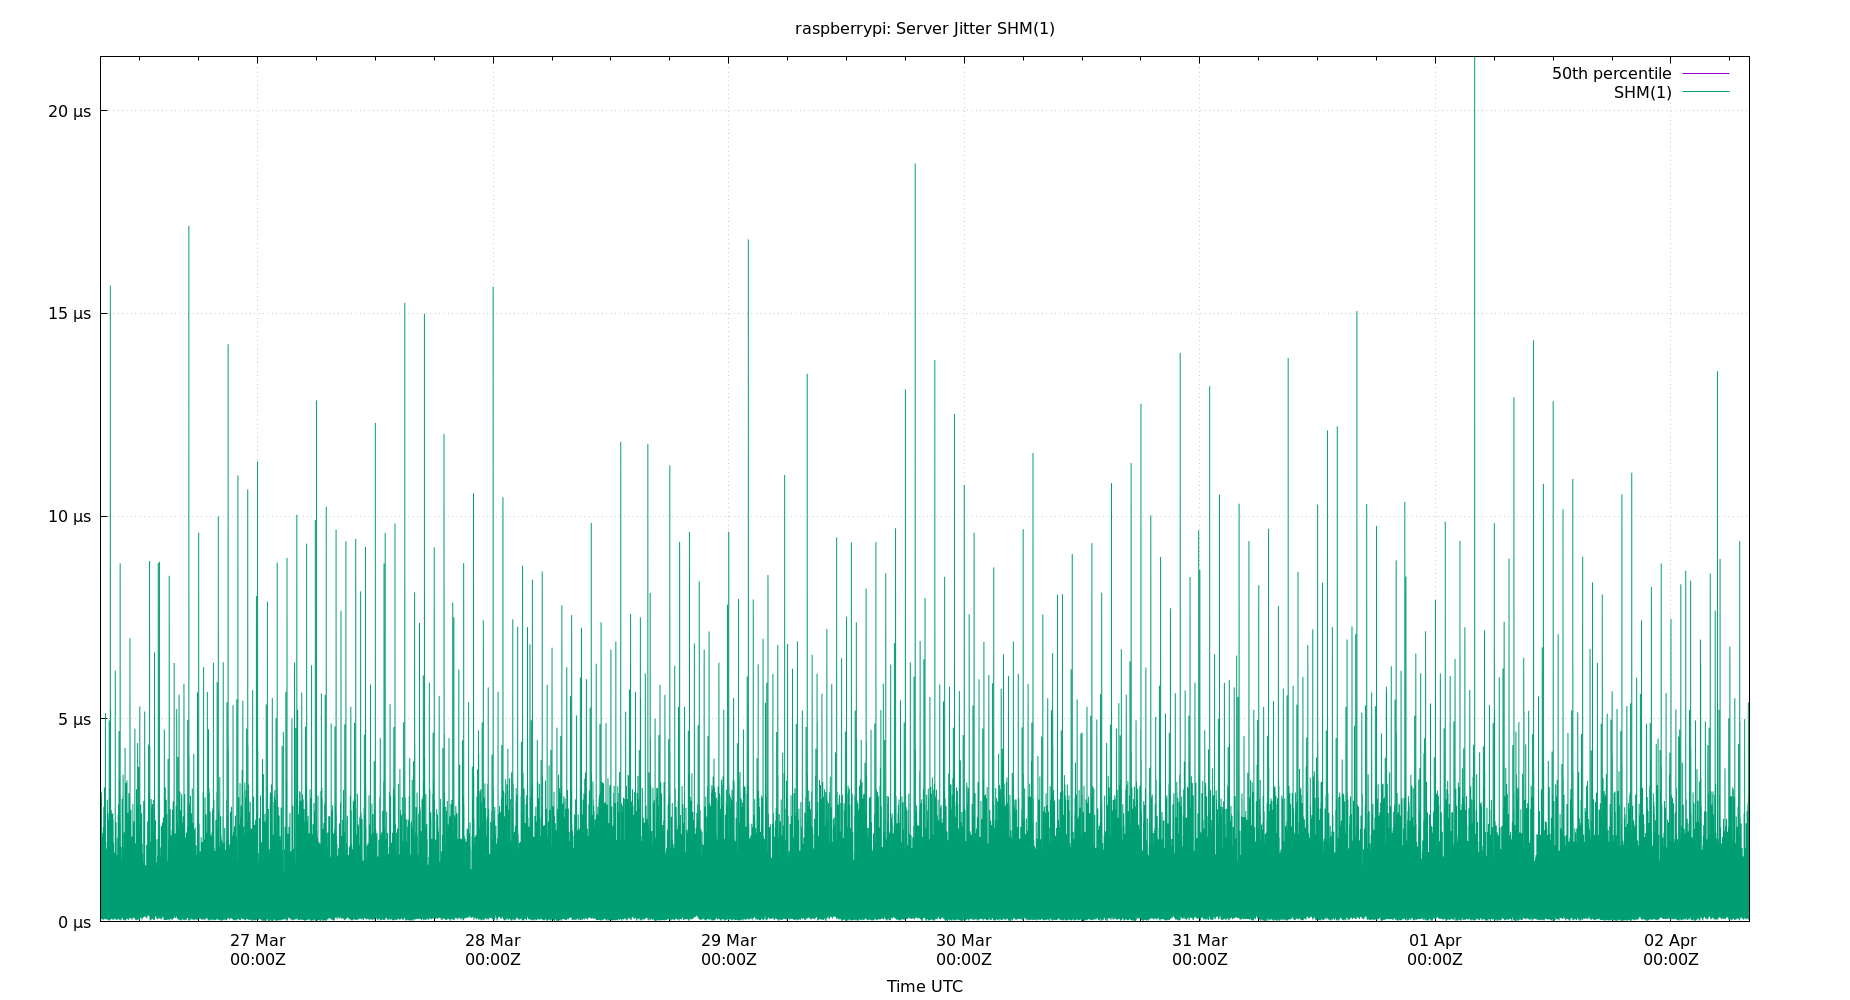 raspberrypi: Server Jitter SHM(1)
50th percentile
SHM(1)
20 µs
15 µs
10 µs
5 µs
0 µs
27 Mar 28 Mar 29 Mar 30 Mar 31 Mar 01 Apr 02 Apr
00:00Z 00:00Z 00:00Z 00:00Z 00:00Z 00:00Z 00:00Z
Time UTC